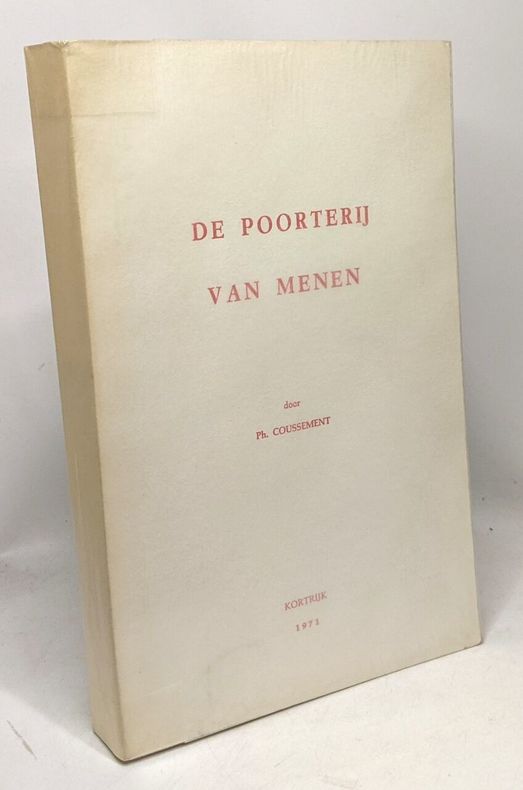 DE POORTERIJ
VAN MENEN
door
Ph. COUSSEMENT
KORTRIJK
1971